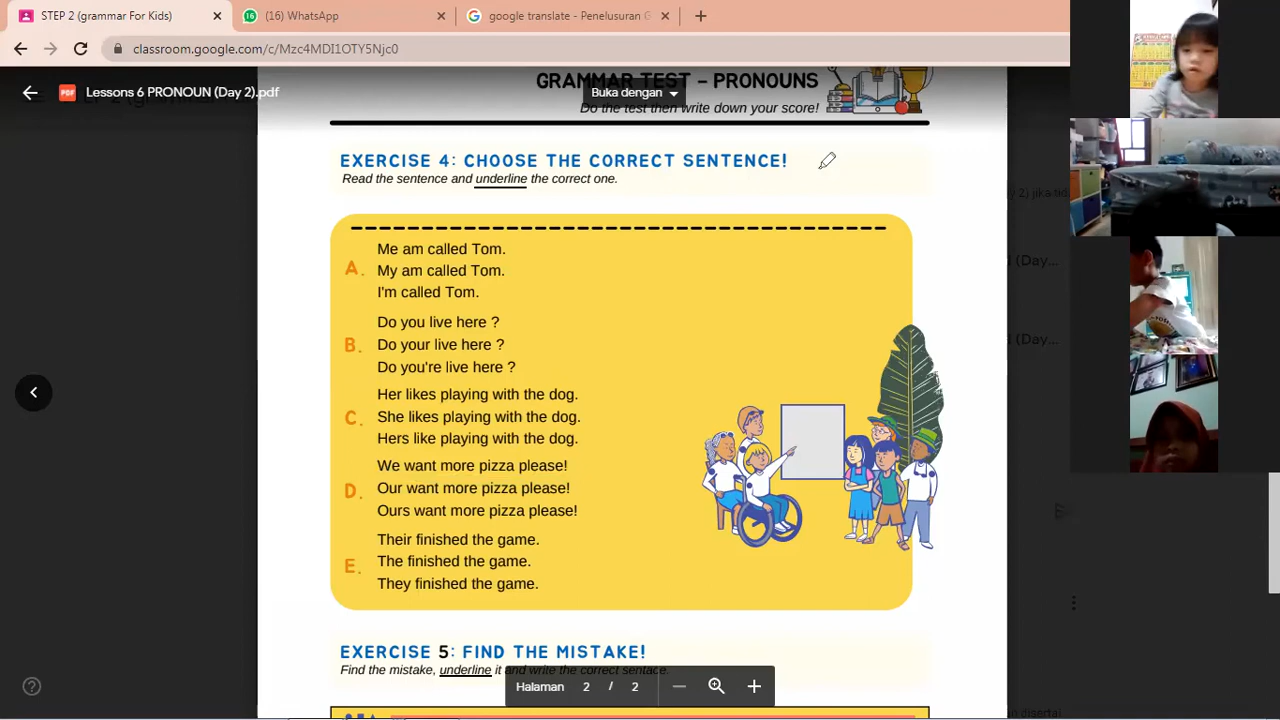 STEP 2 (grammar For Kids)
(16) WhatsApp
google translate - Penelusuran G
classroom.google.com/c/Mzc4MDI1OTY5Njc0
Lessons 6 PRONOUN (Day 2).pdf
Buka dengan
GRAMMAR TEST – PRONOUNS
Do the test then write down your score!
EXERCISE 4: CHOOSE THE CORRECT SENTENCE!
Read the sentence and underline the correct one.
Me am called Tom.
A. My am called Tom.
I'm called Tom.
Do you live here ?
B. Do your live here ?
Do you're live here ?
Her likes playing with the dog.
C. She likes playing with the dog.
Hers like playing with the dog.
We want more pizza please!
D. Our want more pizza please!
Ours want more pizza please!
Their finished the game.
E. The finished the game.
They finished the game.
EXERCISE 5: FIND THE MISTAKE!
Find the mistake, underline it and write the correct sentace.
Halaman 2 / 2